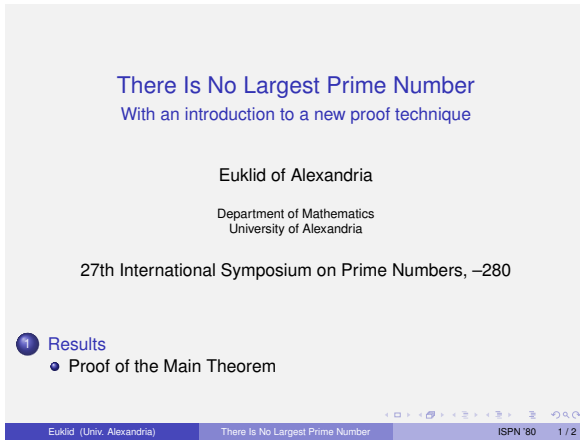 There Is No Largest Prime Number
With an introduction to a new proof technique
Euklid of Alexandria
Department of Mathematics
University of Alexandria
27th International Symposium on Prime Numbers, –280
1 Results
Proof of the Main Theorem
Euklid (Univ. Alexandria) There Is No Largest Prime Number ISPN '80 1 / 2